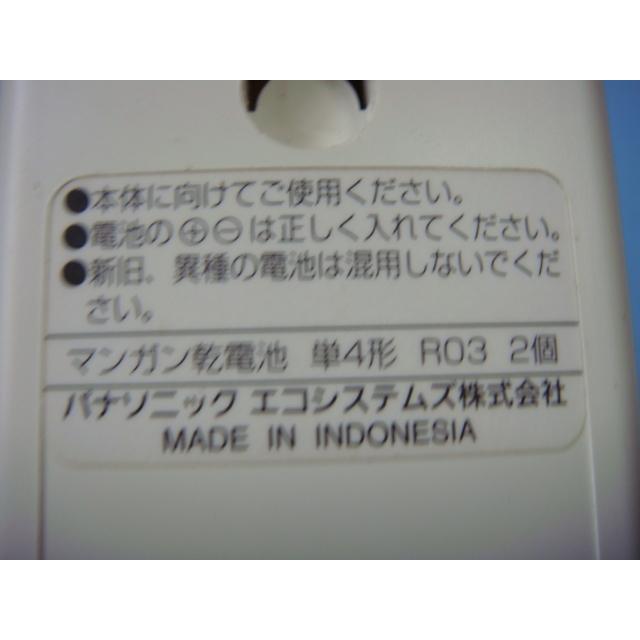 ●本体に向けてご使用ください。
●電池の⊕⊖は正しく入れてください。
●新旧、異種の電池は混用しないでくだ
さい。
マンガン乾電池 単4形 R03 2個
パナソニック エコシステムズ株式会社
MADE IN INDONESIA